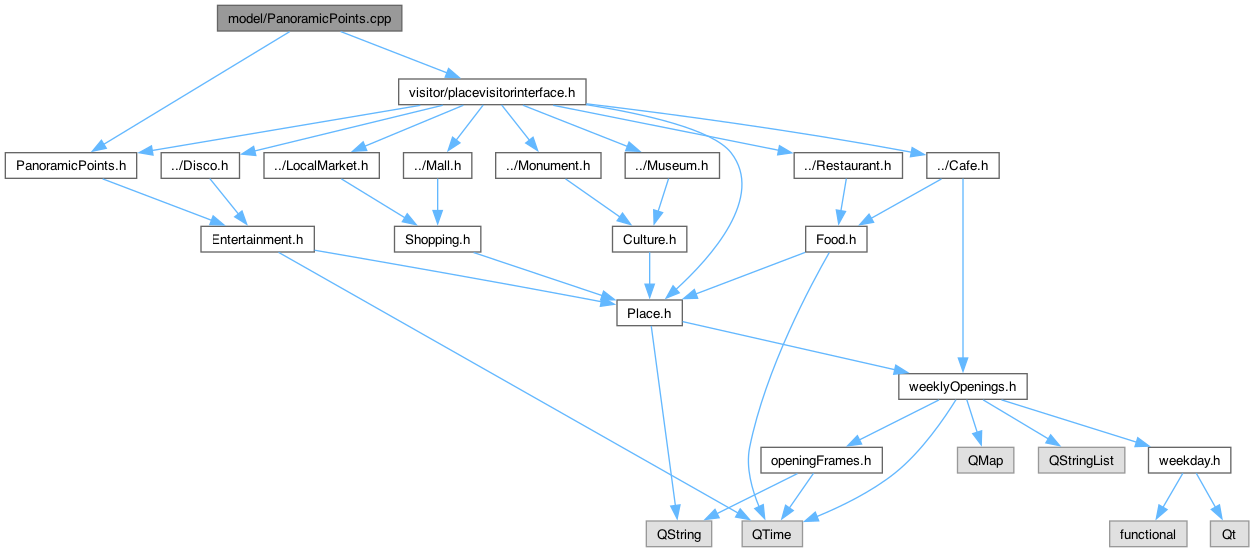 model/PanoramicPoints.cpp
visitor/placevisitorinterface.h
PanoramicPoints.h
../Disco.h
../LocalMarket.h
../Mall.h
../Monument.h
../Museum.h
../Restaurant.h
../Cafe.h
Entertainment.h
Shopping.h
Culture.h
Food.h
Place.h
weeklyOpenings.h
openingFrames.h
QMap
QStringList
weekday.h
QString
QTime
functional
Qt